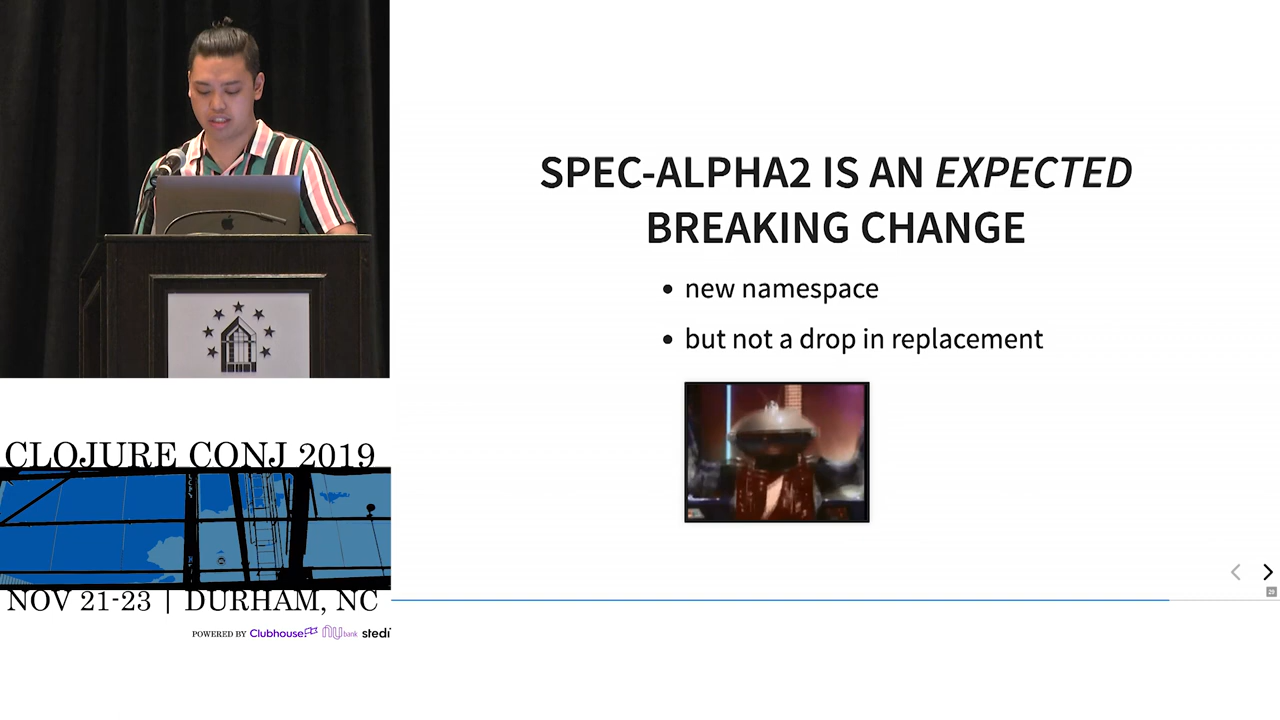 SPEC-ALPHA2 IS AN EXPECTED
BREAKING CHANGE
new namespace
but not a drop in replacement
CLOJURE CONJ 2019
NOV 21-23 | DURHAM, NC
POWERED BY Clubhouse nu bank stedi
29